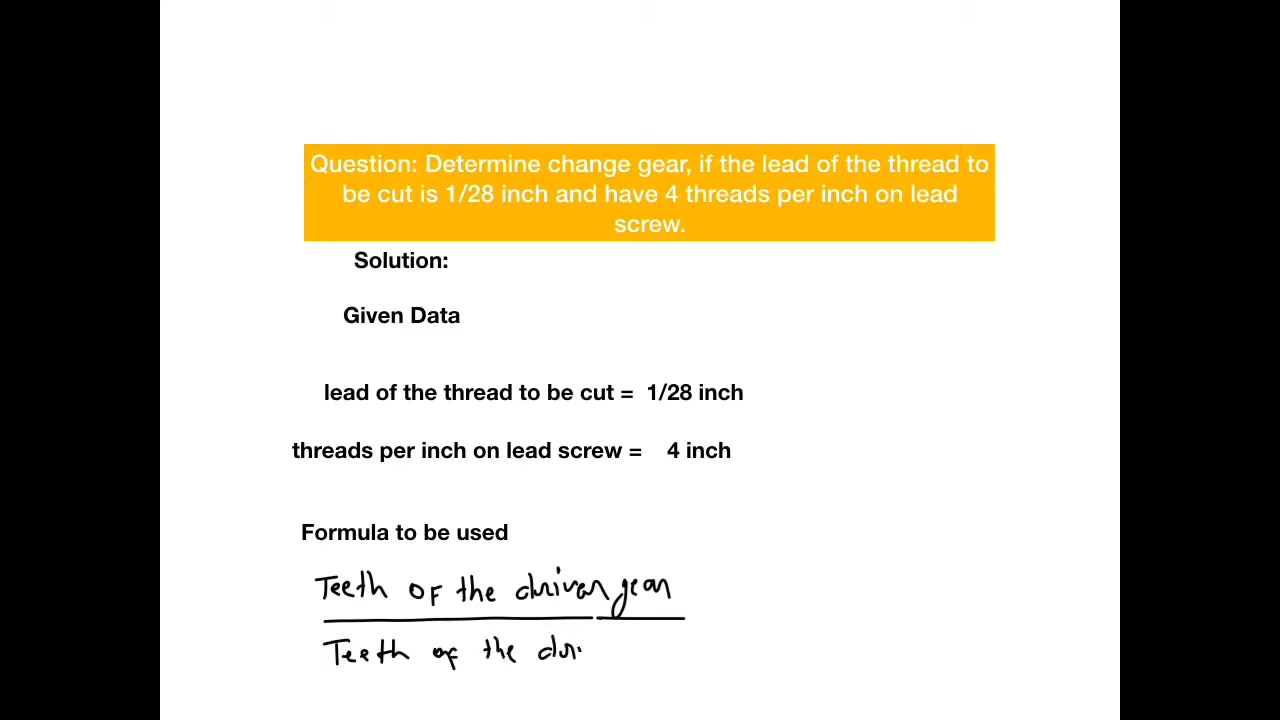 Question: Determine change gear, if the lead of the thread to
be cut is 1/28 inch and have 4 threads per inch on lead
screw.
Solution:
Given Data
lead of the thread to be cut = 1/28 inch
threads per inch on lead screw = 4 inch
Formula to be used
Teeth of the driver gear
Teeth of the dri